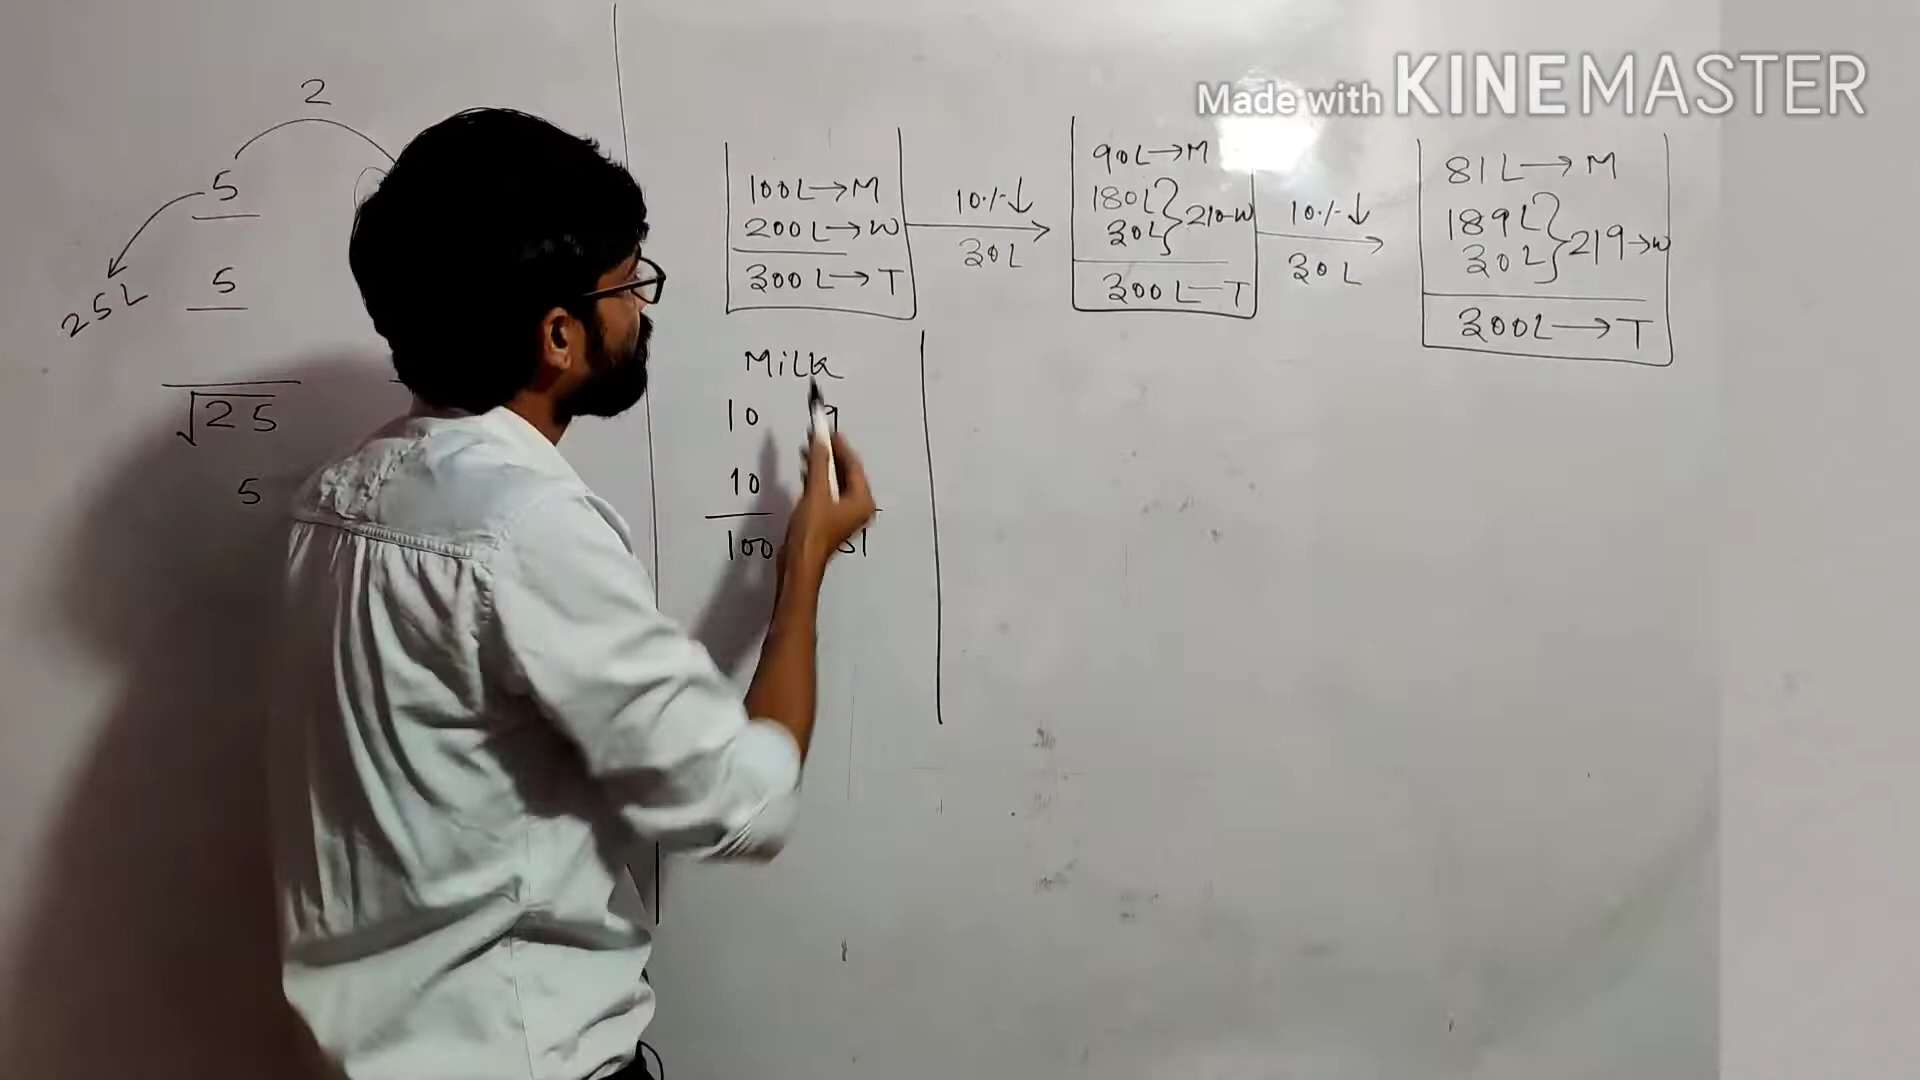 Made with KINEMASTER
2
5
25L
5
√25
5
100L→M
200L→W
300L→T
10%↓
30L
90L→M
180L
30L } 210-W
300L-T
10%↓
30L
81L→M
189L
30L } 219→W
300L→T
Milk
10 9
10
100